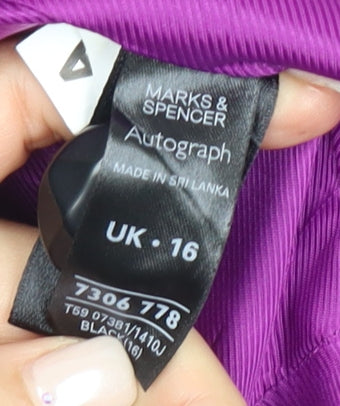 MARKS &
SPENCER
Autograph
MADE IN SRI LANKA
UK • 16
7306 778
T59 07381/1410J
BLACK(16)